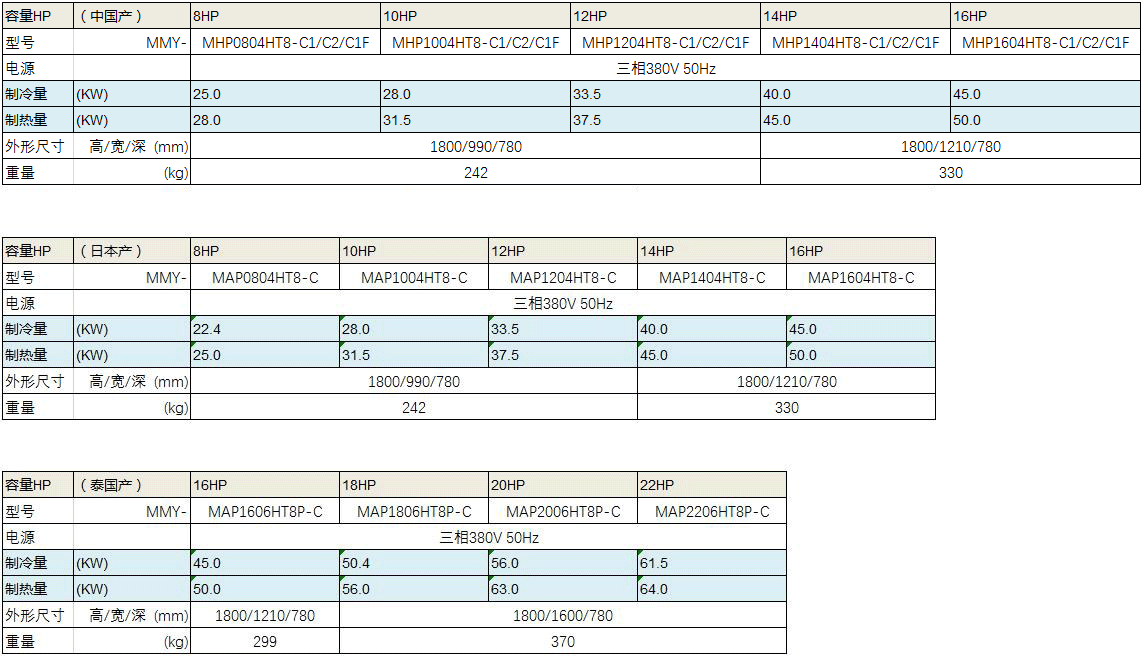 容量HP （中国产） 8HP 10HP 12HP 14HP 16HP
型号 MMY- MHP0804HT8-C1/C2/C1F MHP1004HT8-C1/C2/C1F MHP1204HT8-C1/C2/C1F MHP1404HT8-C1/C2/C1F MHP1604HT8-C1/C2/C1F
电源 三相380V 50Hz
制冷量 (KW) 25.0 28.0 33.5 40.0 45.0
制热量 (KW) 28.0 31.5 37.5 45.0 50.0
外形尺寸 高/宽/深 (mm) 1800/990/780 1800/1210/780
重量 (kg) 242 330
容量HP （日本产） 8HP 10HP 12HP 14HP 16HP
型号 MMY- MAP0804HT8-C MAP1004HT8-C MAP1204HT8-C MAP1404HT8-C MAP1604HT8-C
电源 三相380V 50Hz
制冷量 (KW) 22.4 28.0 33.5 40.0 45.0
制热量 (KW) 25.0 31.5 37.5 45.0 50.0
外形尺寸 高/宽/深 (mm) 1800/990/780 1800/1210/780
重量 (kg) 242 330
容量HP （泰国产） 16HP 18HP 20HP 22HP
型号 MMY- MAP1606HT8P-C MAP1806HT8P-C MAP2006HT8P-C MAP2206HT8P-C
电源 三相380V 50Hz
制冷量 (KW) 45.0 50.4 56.0 61.5
制热量 (KW) 50.0 56.0 63.0 64.0
外形尺寸 高/宽/深 (mm) 1800/1210/780 1800/1600/780
重量 (kg) 299 370